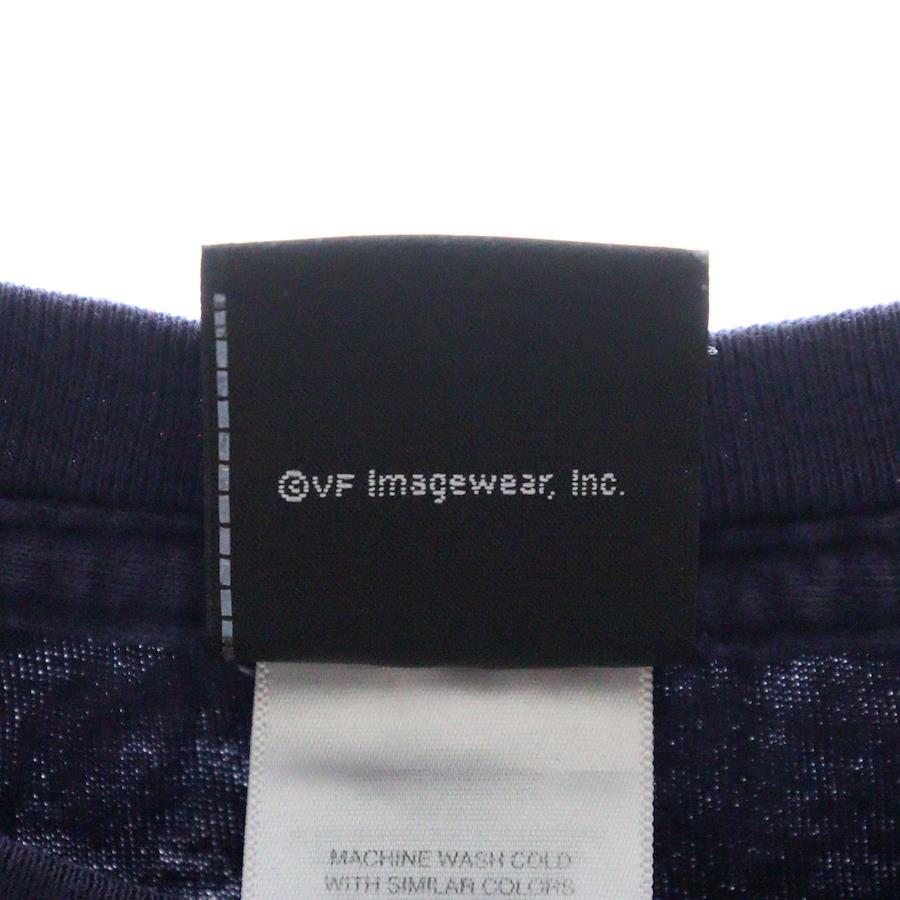 ©VF Imagewear, Inc.
MACHINE WASH COLD
WITH SIMILAR COLORS